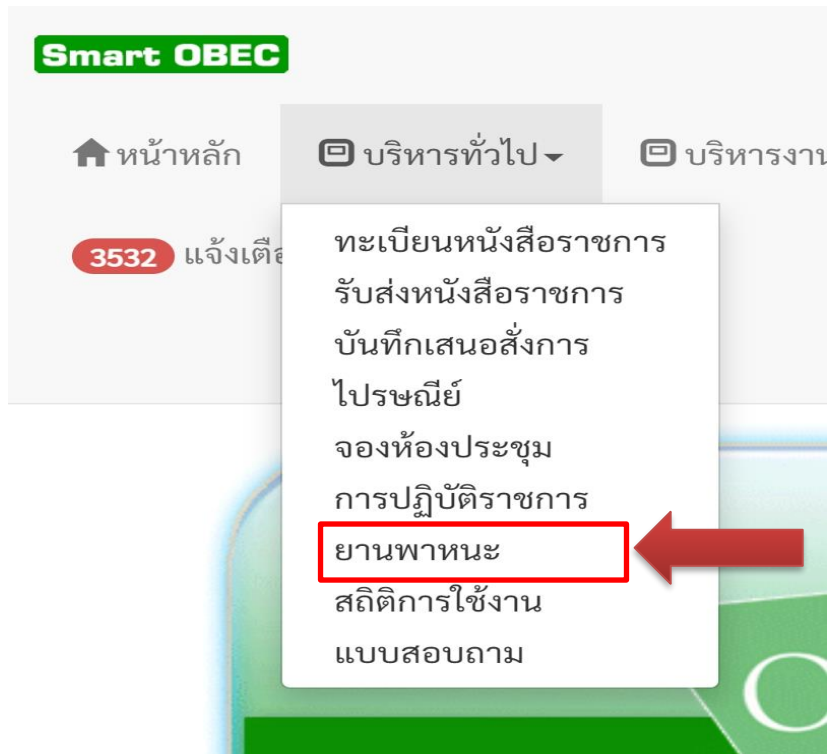 Smart OBEC
หน้าหลัก บริหารทั่วไป บริหารงาน
3532 แจ้งเตือ
ทะเบียนหนังสือราชการ
รับส่งหนังสือราชการ
บันทึกเสนอสั่งการ
ไปรษณีย์
จองห้องประชุม
การปฏิบัติราชการ
ยานพาหนะ
สถิติการใช้งาน
แบบสอบถาม
O